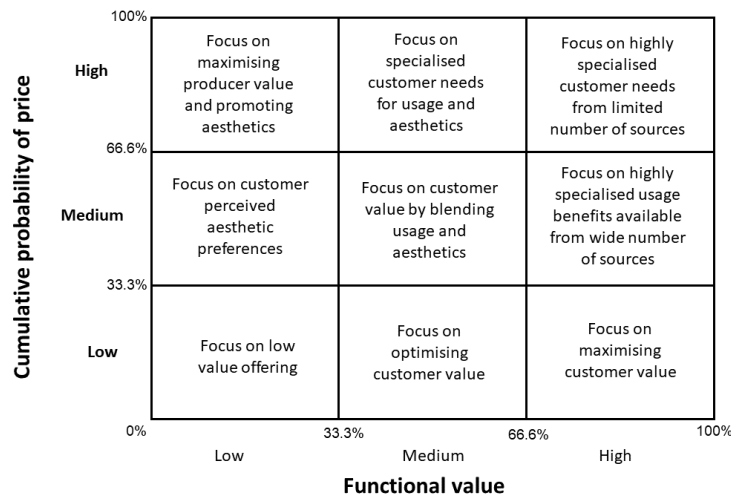 100%
High
Focus on
maximising
producer value
and promoting
aesthetics
Focus on
specialised
customer needs
for usage and
aesthetics
Focus on highly
specialised
customer needs
from limited
number of sources
66.6%
Medium
Focus on customer
perceived
aesthetic
preferences
Focus on customer
value by blending
usage and
aesthetics
Focus on highly
specialised usage
benefits available
from wide number
of sources
33.3%
Low
Focus on low
value offering
Focus on
optimising
customer value
Focus on
maximising
customer value
Cumulative probability of price
0%
33.3%
66.6%
100%
Low
Medium
High
Functional value